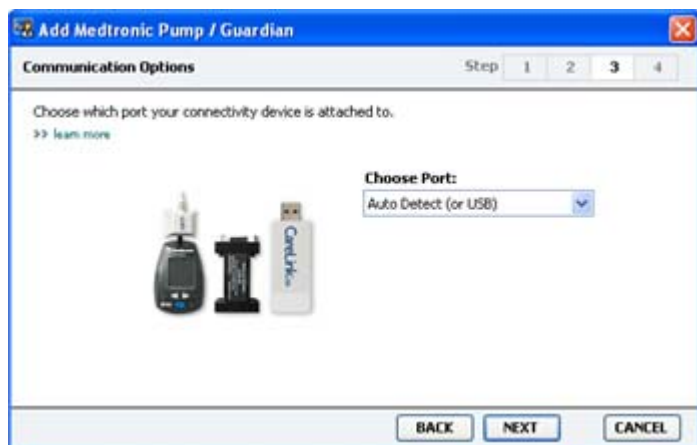 Add Medtronic Pump / Guardian
Communication Options
Step 1 2 3 4
Choose which port your connectivity device is attached to.
>> learn more
Choose Port:
Auto Detect (or USB)
CareLink
BACK NEXT CANCEL